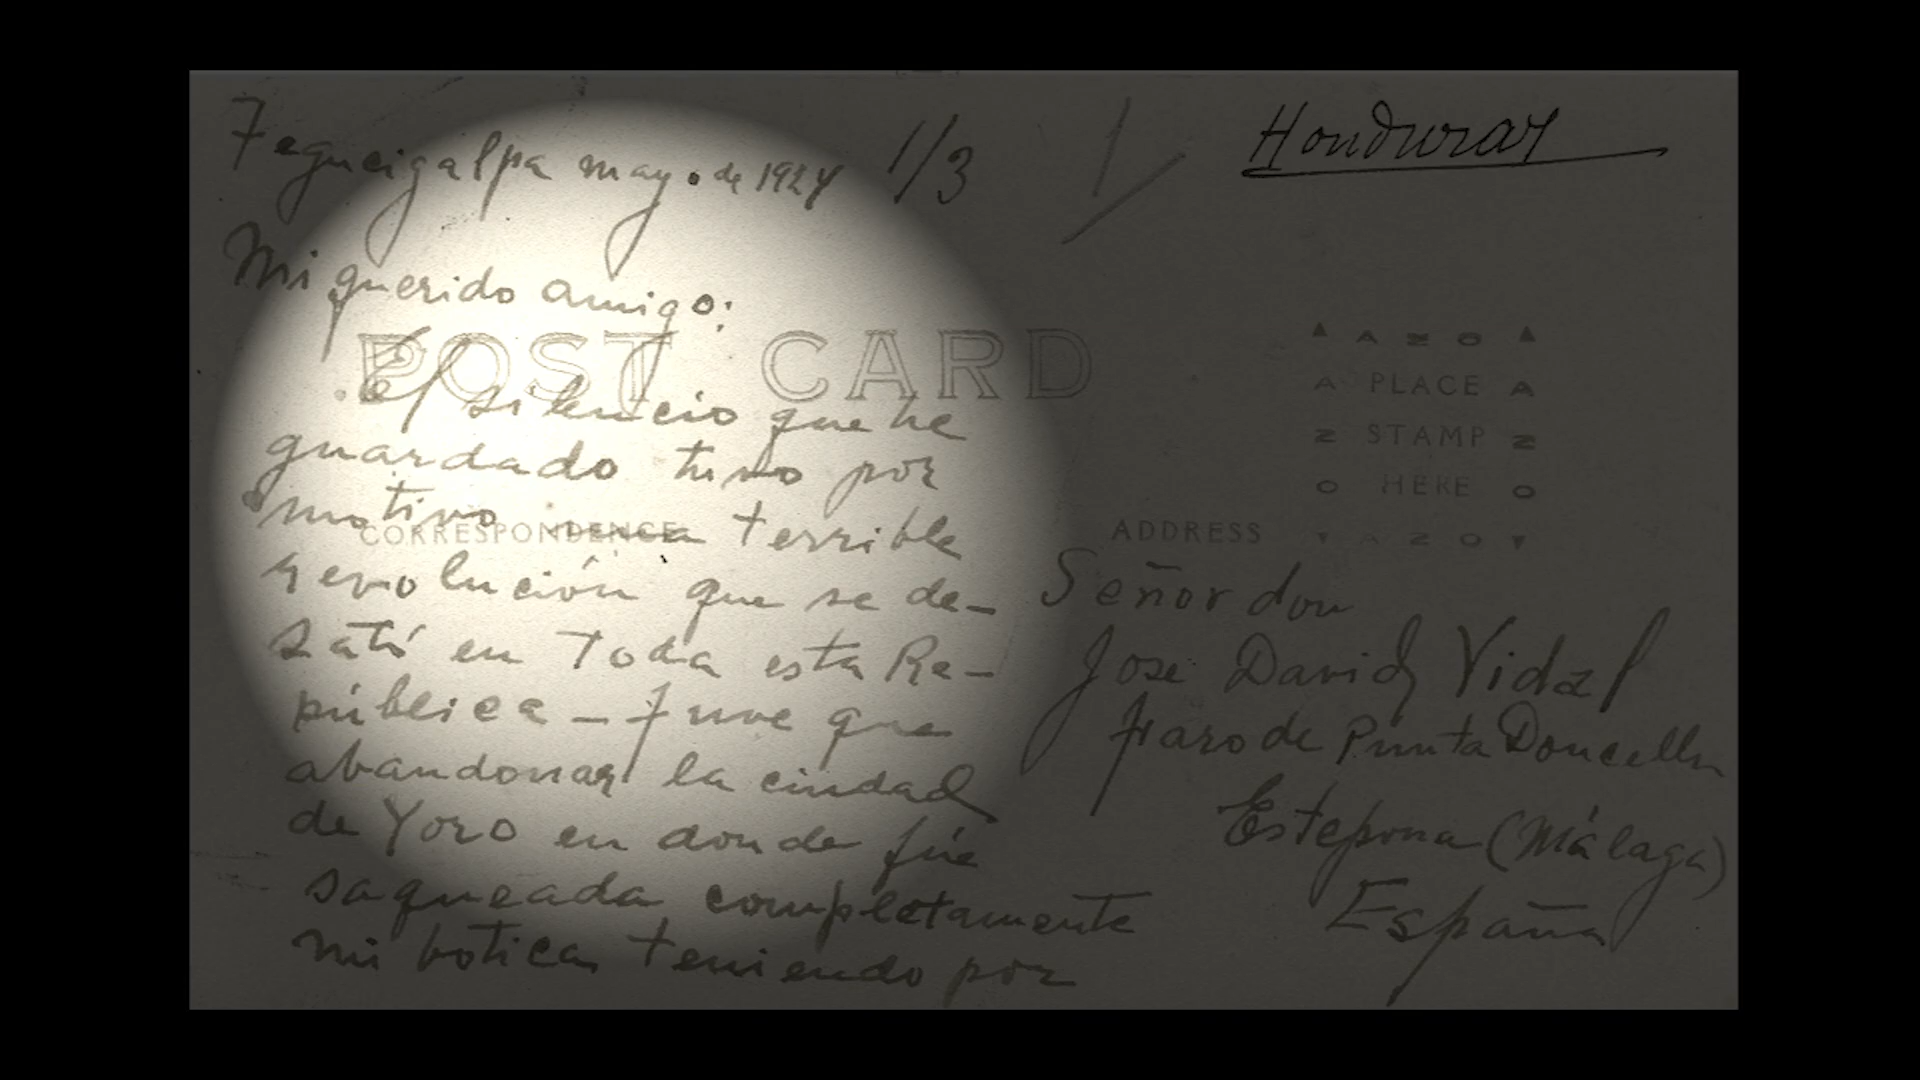 Tegucigalpa mayo de 1924 1/3
Honduras
Mi querido amigo:
POST CARD
El silencio que he
guardado tuvo por
motivo una terrible
revolución que se de-
sató en Toda esta Re-
pública - Tuve que
abandonar la ciudad
de Yoro en donde fué
saqueada completamente
mi botica, teniendo por
CORRESPONDENCE
▲ A Z O ▲
A PLACE A
Z STAMP Z
O HERE O
▼ A Z O ▼
ADDRESS
Señor don
Jose David Vidal
Faro de Punta Doncella
Estepona (Málaga)
España